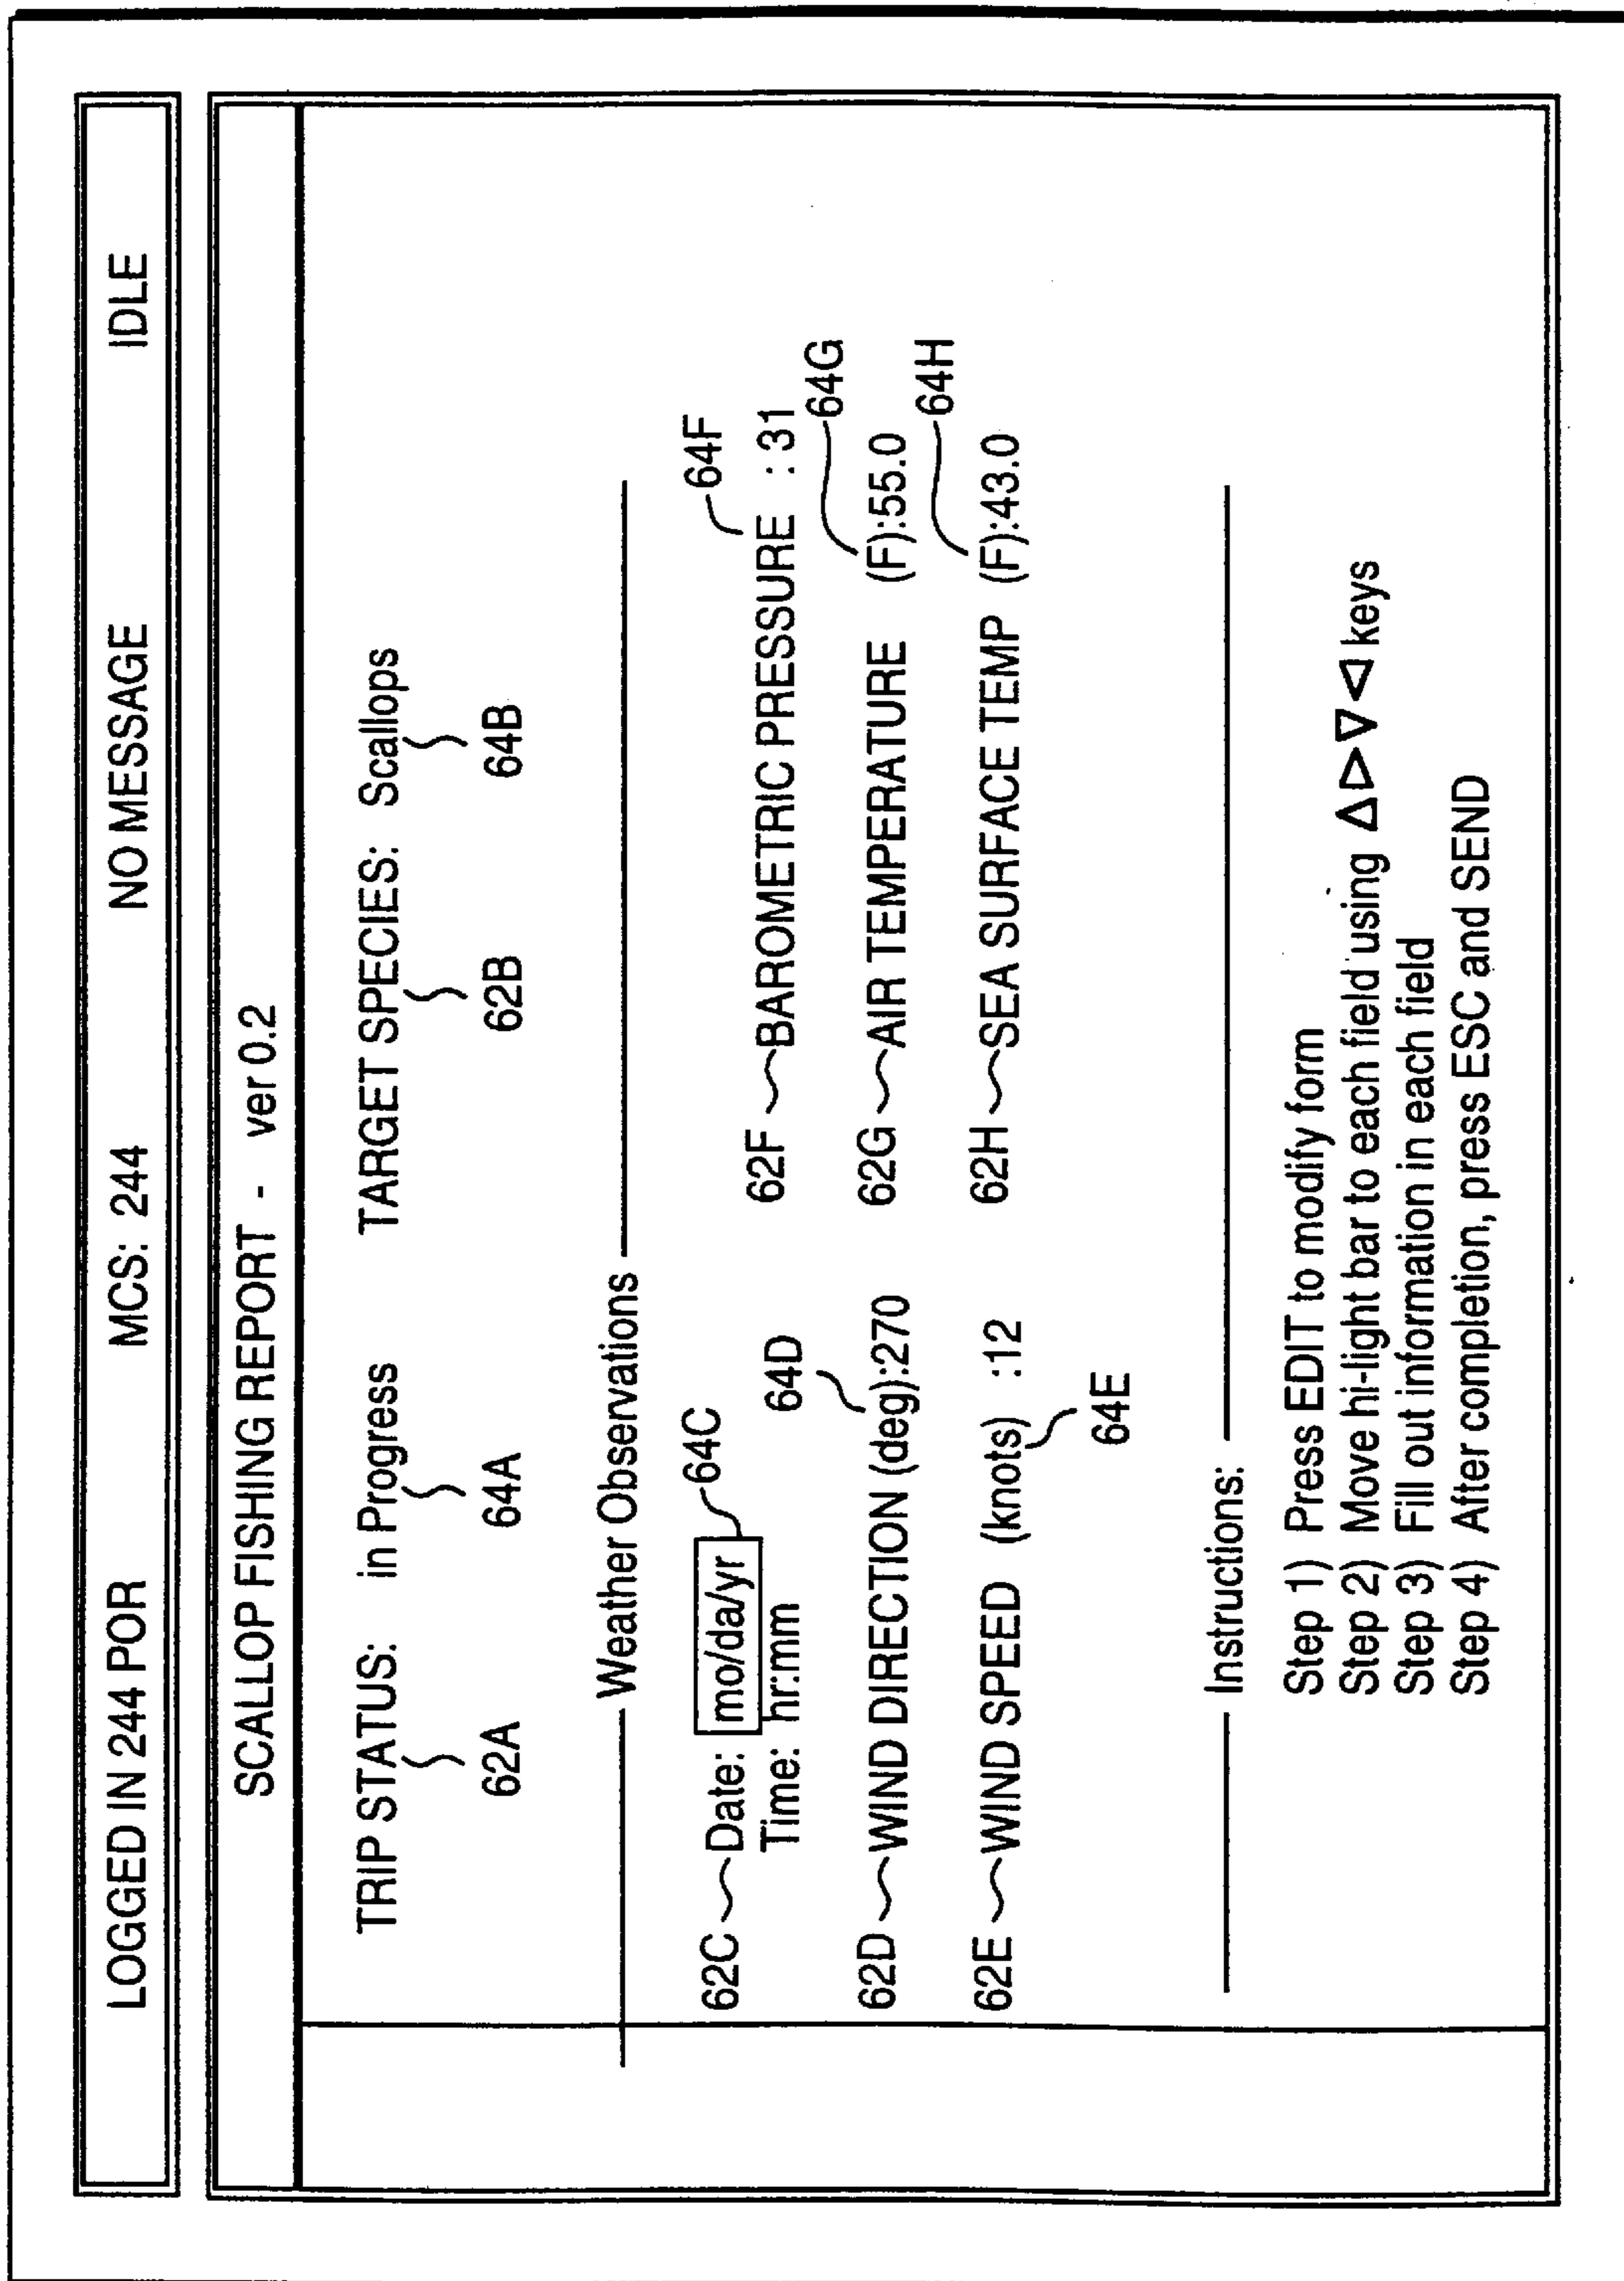 LOGGED IN 244 POR MCS: 244 NO MESSAGE IDLE
SCALLOP FISHING REPORT - ver 0.2
TRIP STATUS: in Progress TARGET SPECIES: Scallops
62A 64A 62B 64B
Weather Observations
62C Date: mo/da/yr 64C
Time: hr:mm
64D
64F
62F BAROMETRIC PRESSURE : 31
64G
62D WIND DIRECTION (deg):270 62G AIR TEMPERATURE (F):55.0
64H
62E WIND SPEED (knots) :12 62H SEA SURFACE TEMP (F):43.0
64E
Instructions:
Step 1) Press EDIT to modify form
Step 2) Move hi-light bar to each field using △▷▽◁ keys
Step 3) Fill out information in each field
Step 4) After completion, press ESC and SEND